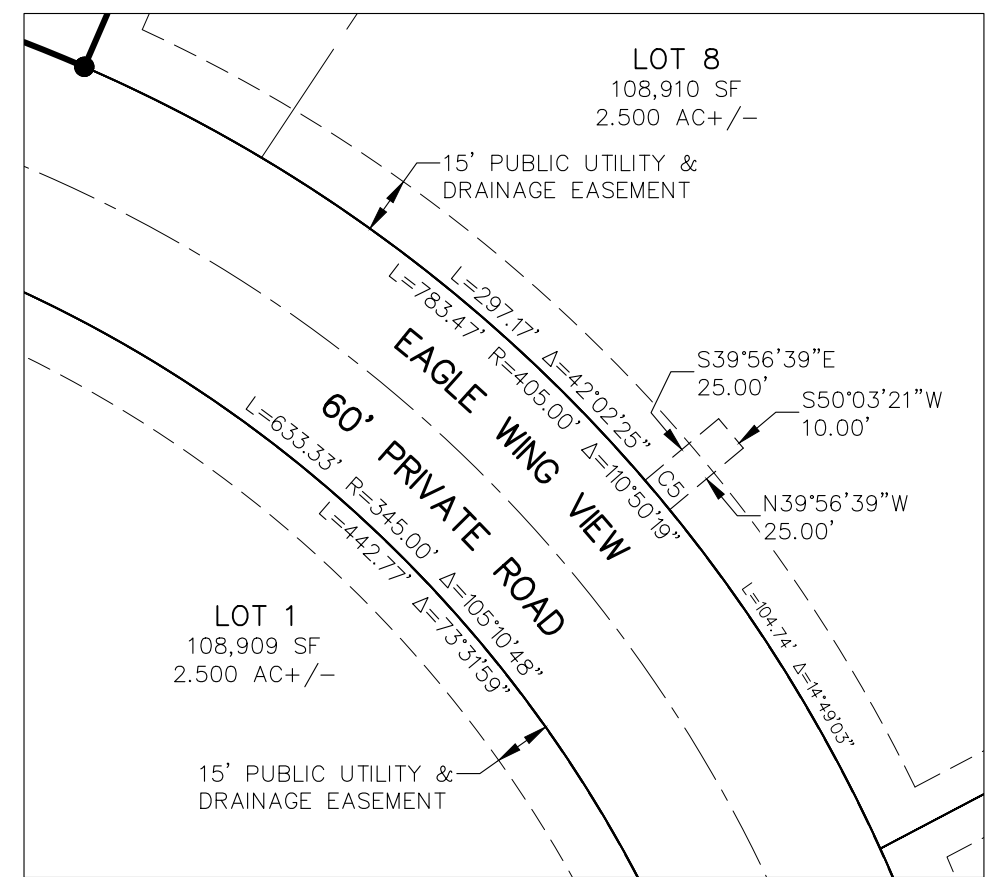 LOT 8
108,910 SF
2.500 AC+/-
15' PUBLIC UTILITY &
DRAINAGE EASEMENT
L=297.17' Δ=42°02'25"
L=783.47' R=405.00' Δ=110°50'19"
EAGLE WING VIEW
60' PRIVATE ROAD
S39°56'39"E
25.00'
S50°03'21"W
10.00'
C5
N39°56'39"W
25.00'
L=633.33' R=345.00' Δ=105°10'48"
L=442.77' Δ=73°31'59"
L=104.74' Δ=14°49'03"
LOT 1
108,909 SF
2.500 AC+/-
15' PUBLIC UTILITY &
DRAINAGE EASEMENT